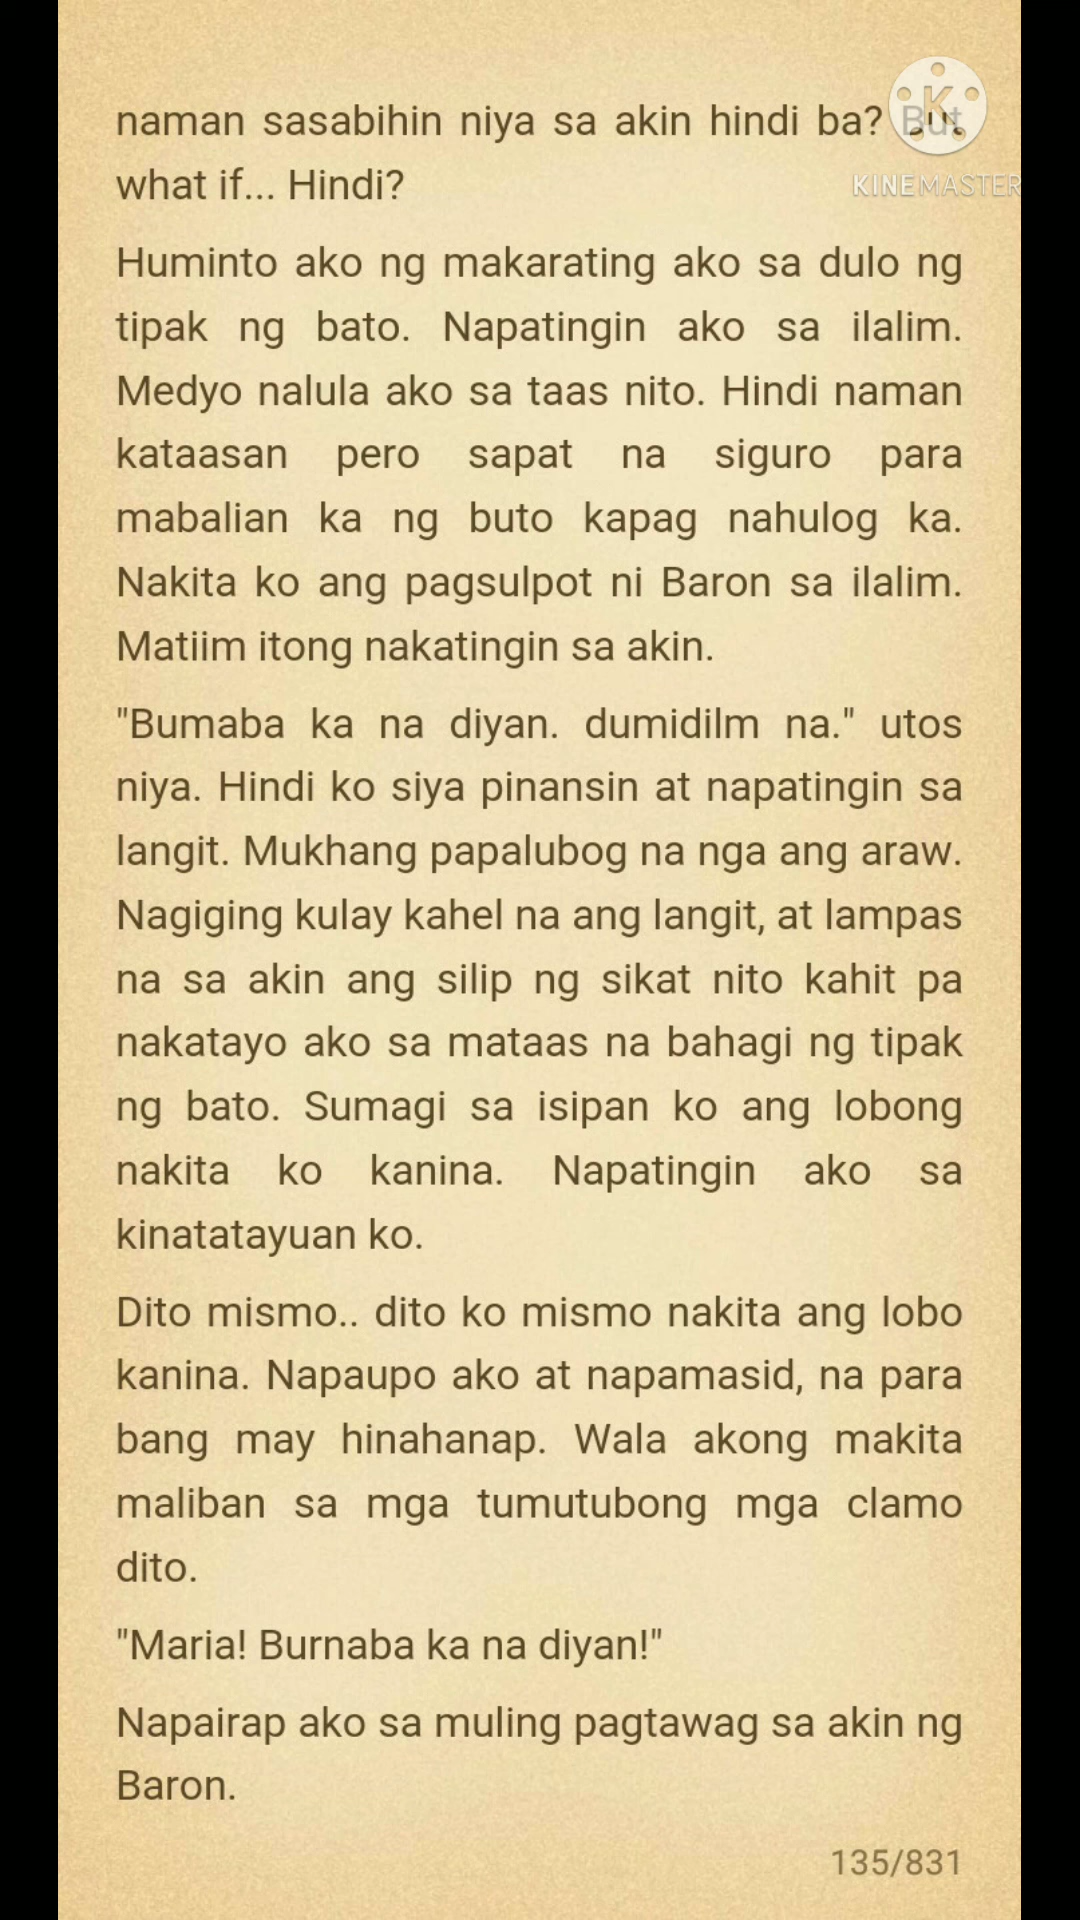 naman sasabihin niya sa akin hindi ba? But
what if... Hindi?
KINEMASTER
Huminto ako ng makarating ako sa dulo ng
tipak ng bato. Napatingin ako sa ilalim.
Medyo nalula ako sa taas nito. Hindi naman
kataasan pero sapat na siguro para
mabalian ka ng buto kapag nahulog ka.
Nakita ko ang pagsulpot ni Baron sa ilalim.
Matiim itong nakatingin sa akin.
"Bumaba ka na diyan. dumidilm na." utos
niya. Hindi ko siya pinansin at napatingin sa
langit. Mukhang papalubog na nga ang araw.
Nagiging kulay kahel na ang langit, at lampas
na sa akin ang silip ng sikat nito kahit pa
nakatayo ako sa mataas na bahagi ng tipak
ng bato. Sumagi sa isipan ko ang lobong
nakita ko kanina. Napatingin ako sa
kinatatayuan ko.
Dito mismo.. dito ko mismo nakita ang lobo
kanina. Napaupo ako at napamasid, na para
bang may hinahanap. Wala akong makita
maliban sa mga tumutubong mga clamo
dito.
"Maria! Burnaba ka na diyan!"
Napairap ako sa muling pagtawag sa akin ng
Baron.
135/831